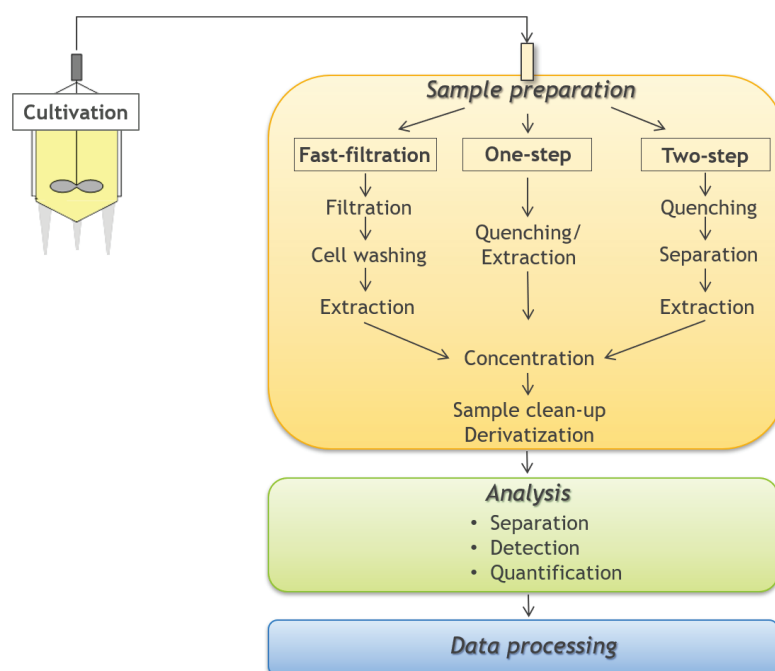 Cultivation
Sample preparation
Fast-filtration
One-step
Two-step
Filtration
Cell washing
Extraction
Quenching/
Extraction
Quenching
Separation
Extraction
Concentration
Sample clean-up
Derivatization
Analysis
• Separation
• Detection
• Quantification
Data processing